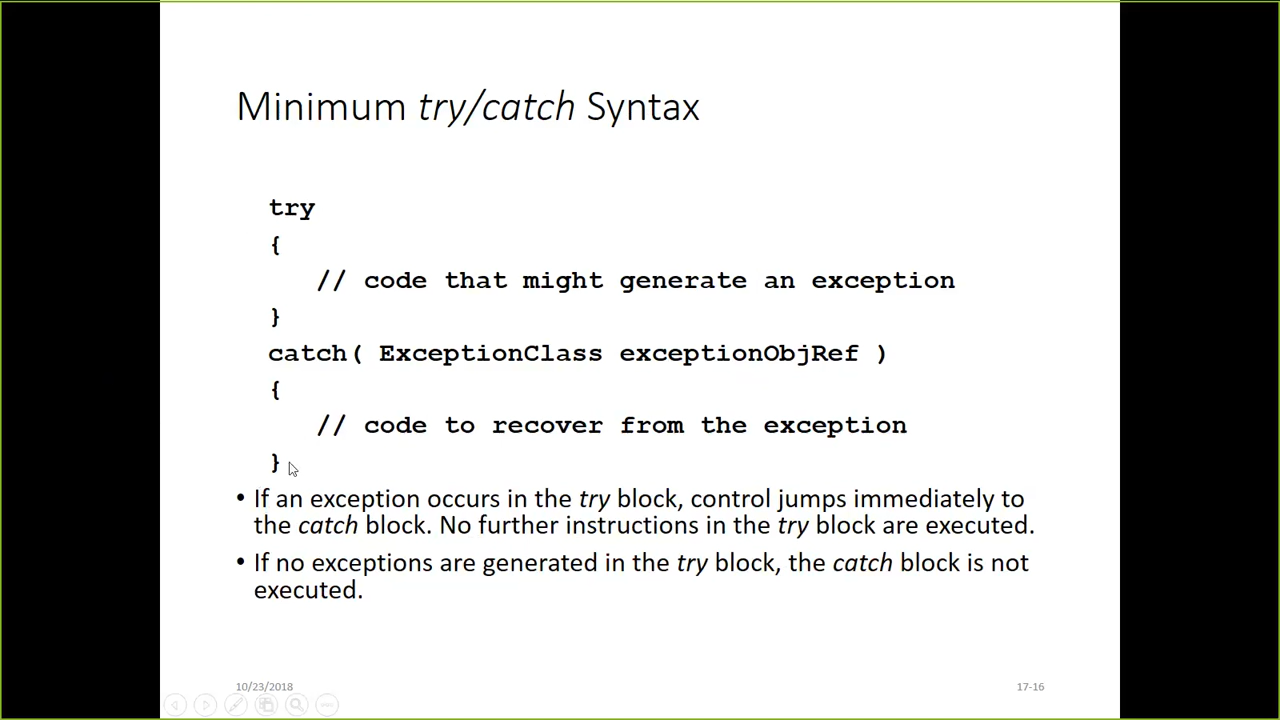 Minimum try/catch Syntax
try
{
// code that might generate an exception
}
catch( ExceptionClass exceptionObjRef )
{
// code to recover from the exception
}
• If an exception occurs in the try block, control jumps immediately to
the catch block. No further instructions in the try block are executed.
• If no exceptions are generated in the try block, the catch block is not
executed.
10/23/2018
17-16